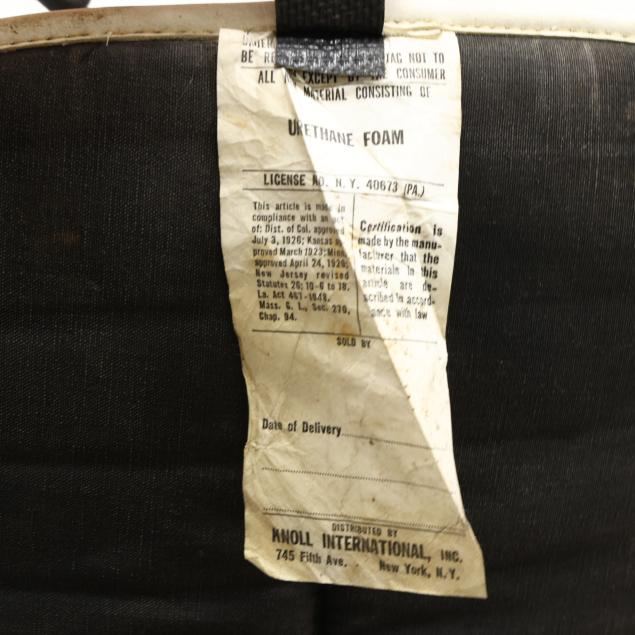 BE TAG NOT TO
ALL EXCEPT BY THE CONSUMER
MATERIAL CONSISTING OF
URETHANE FOAM
LICENSE NO. N.Y. 40673 (PA.)
This article is made in
compliance with an act
of: Dist. of Col. approved
July 3, 1926; Kansas
proved March 1923; Minn.
approved April 24, 1929;
New Jersey revised
Statutes 26: 10-6 to 18.
La. Act 467-1948.
Mass. G. L., Sec. 270,
Chap. 94.
Certification is
made by the manu-
facturer that the
materials in this
article are de-
scribed in accord-
ance with law
SOLD BY
Date of Delivery
DISTRIBUTED BY
KNOLL INTERNATIONAL, INC.
745 Fifth Ave. New York, N.Y.